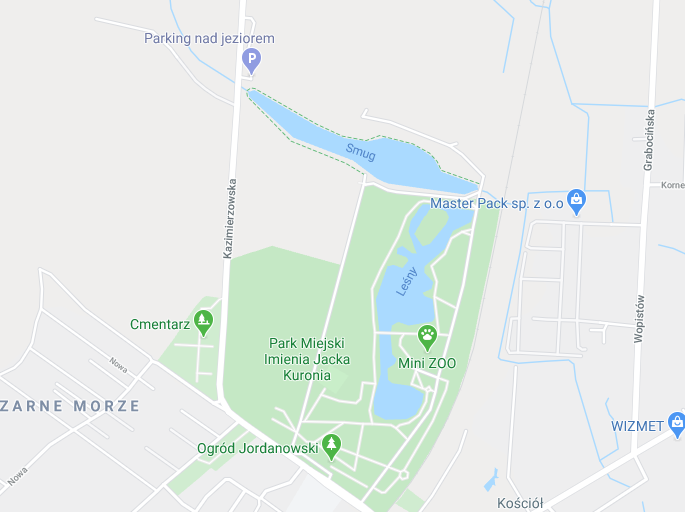 Parking nad jeziorem
P
Smug
Grabocińska
Korne
Kazimierzowska
Master Pack sp. z o.o
Leśny
Wopistów
Cmentarz
Park Miejski
Imienia Jacka
Kuronia
Mini ZOO
Nowa
ZARNE MORZE
WIZMET
Ogród Jordanowski
Nowa
Kościół